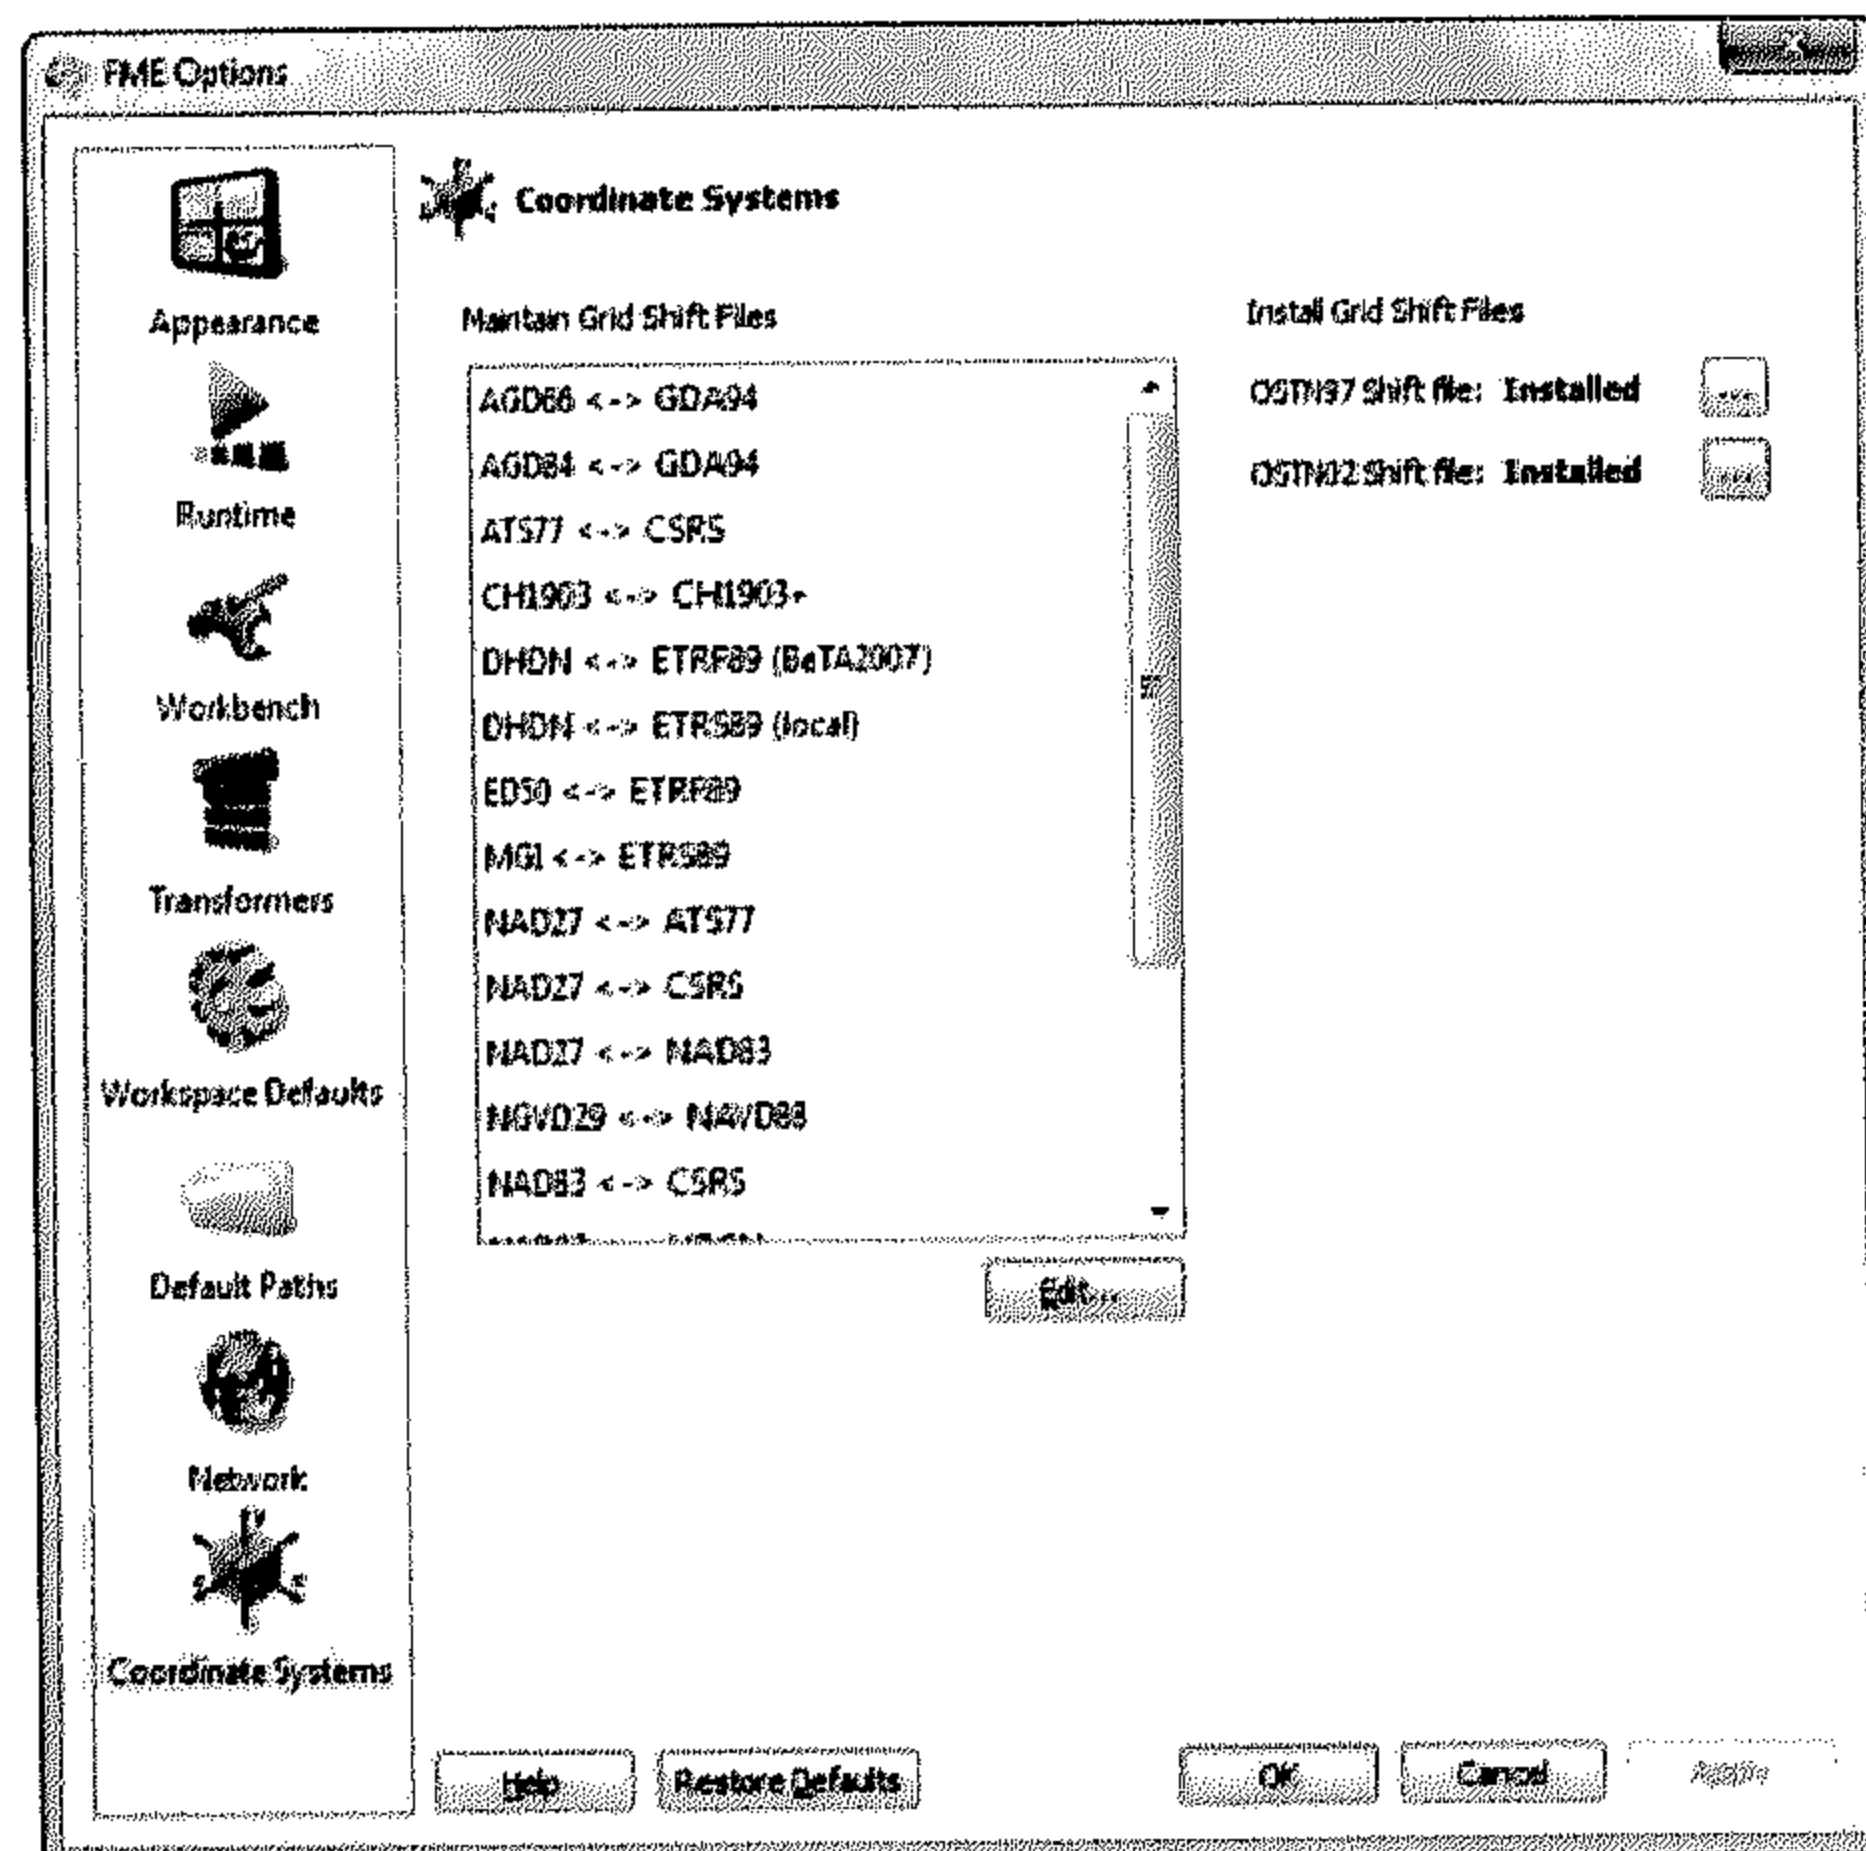 FME Options
Coordinate Systems
Appearance
Runtime
Workbench
Transformers
Workspace Defaults
Default Paths
Network
Coordinate Systems
Maintain Grid Shift Files
AGD66 <-> GDA94
AGD84 <-> GDA94
ATS77 <-> CSRS
CH1903 <-> CH1903+
DHDN <-> ETRF89 (BeTA2007)
DHDN <-> ETRS89 (local)
ED50 <-> ETRF89
MGI <-> ETRS89
NAD27 <-> ATS77
NAD27 <-> CSRS
NAD27 <-> NAD83
NGVD29 <-> NAVD88
NAD83 <-> CSRS
Edit...
Install Grid Shift Files
OSTN97 Shift file: Installed ...
OSTN02 Shift file: Installed ...
Help Restore Defaults OK Cancel Apply